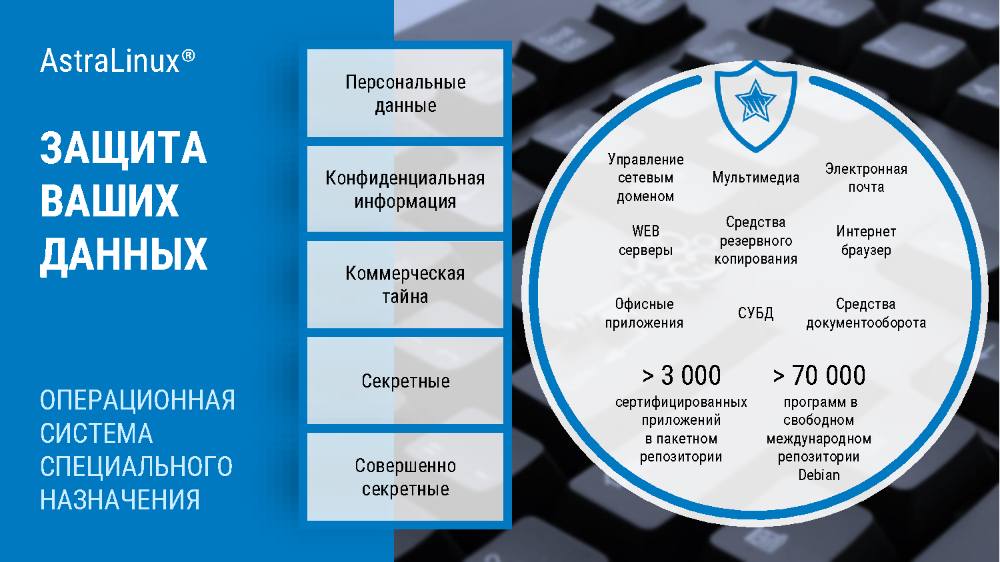 AstraLinux®
ЗАЩИТА
ВАШИХ
ДАННЫХ
ОПЕРАЦИОННАЯ
СИСТЕМА
СПЕЦИАЛЬНОГО
НАЗНАЧЕНИЯ
Персональные
данные
Конфиденциальная
информация
Коммерческая
тайна
Секретные
Совершенно
секретные
Управление
сетевым
доменом
Мультимедиа
Электронная
почта
WEB
серверы
Средства
резервного
копирования
Интернет
браузер
Офисные
приложения
СУБД
Средства
документооборота
> 3 000
сертифицированных
приложений
в пакетном
репозитории
> 70 000
программ в
свободном
международном
репозитории
Debian